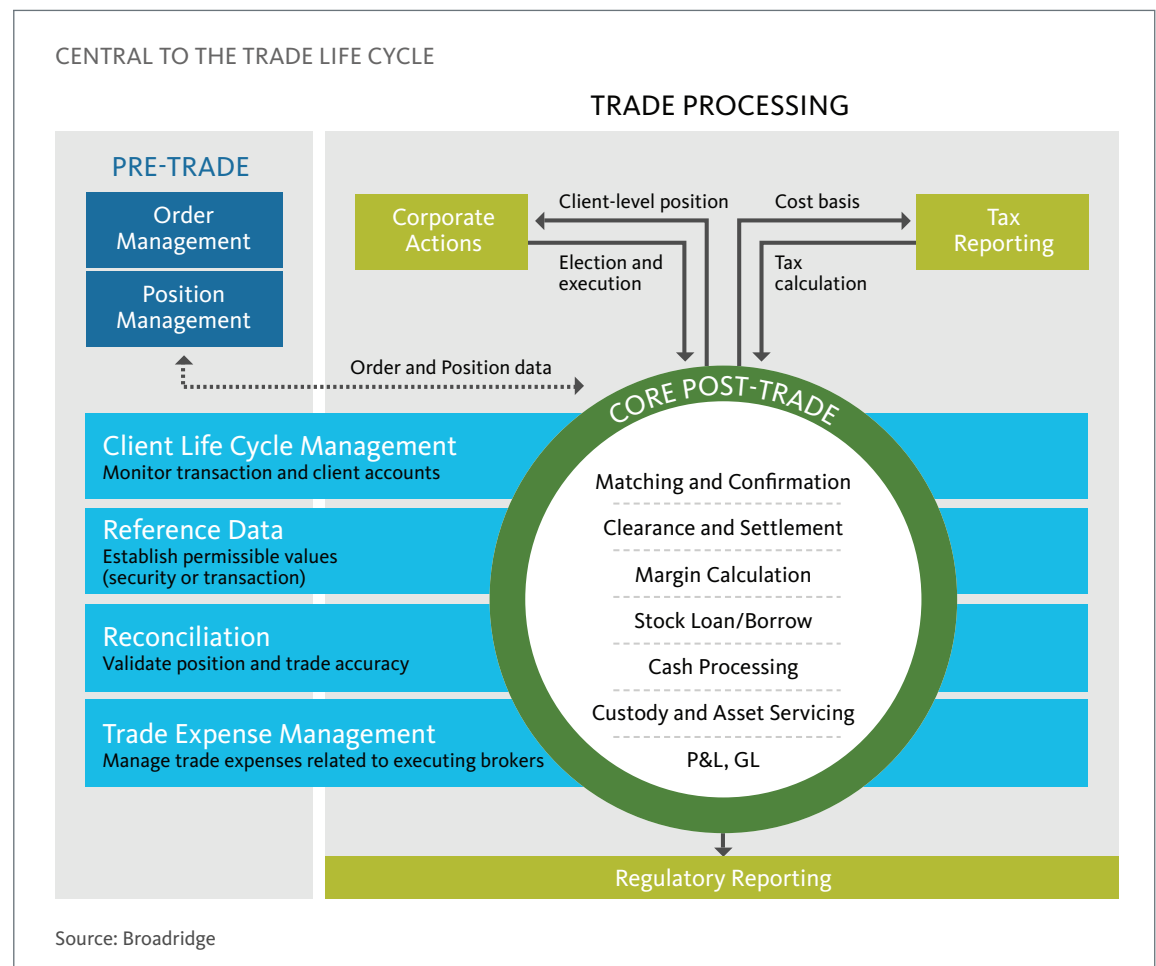 CENTRAL TO THE TRADE LIFE CYCLE
TRADE PROCESSING
PRE-TRADE
Order
Management
Position
Management
Corporate
Actions
Client-level position
Election and
execution
Cost basis
Tax
calculation
Tax
Reporting
Order and Position data
CORE POST-TRADE
Client Life Cycle Management
Monitor transaction and client accounts
Reference Data
Establish permissible values
(security or transaction)
Reconciliation
Validate position and trade accuracy
Trade Expense Management
Manage trade expenses related to executing brokers
Matching and Confirmation
Clearance and Settlement
Margin Calculation
Stock Loan/Borrow
Cash Processing
Custody and Asset Servicing
P&L, GL
Regulatory Reporting
Source: Broadridge